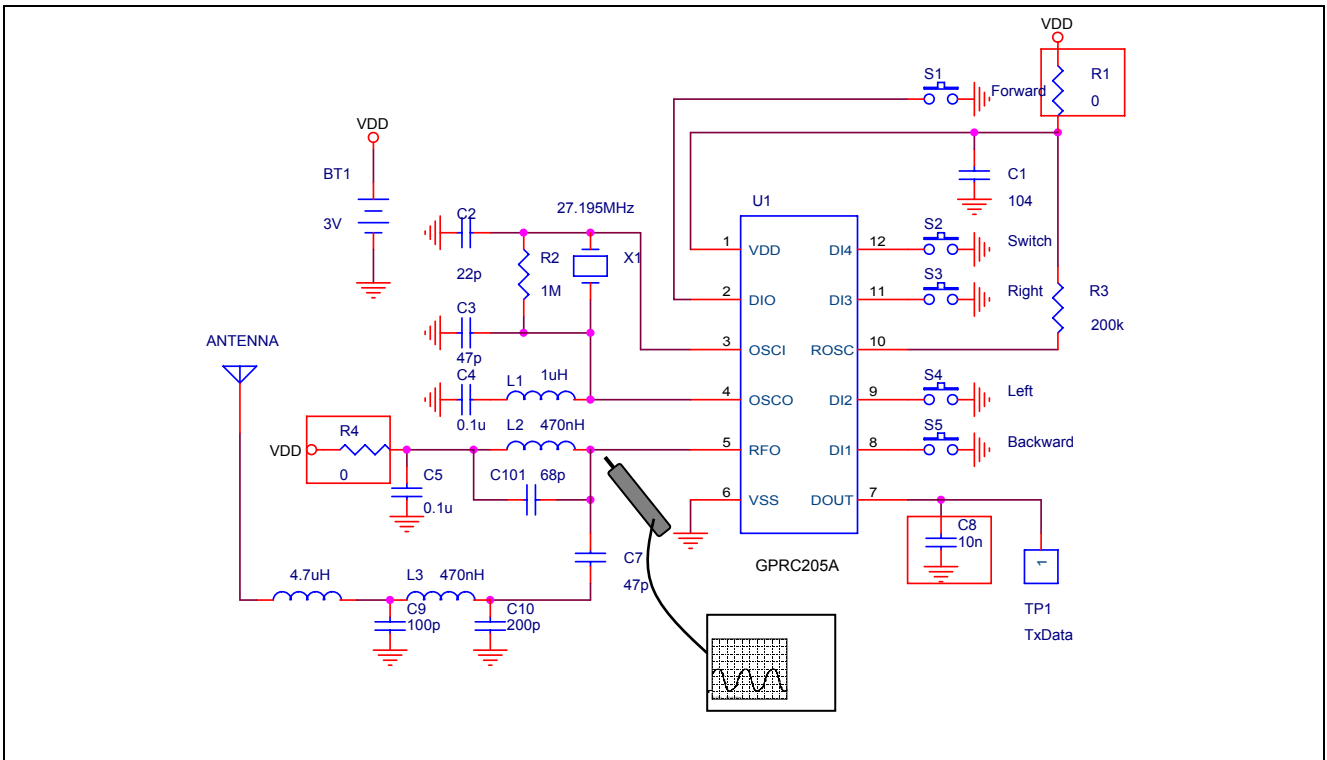 VDD
S1
Forward
R1
0
VDD
BT1
3V
C1
104
U1
27.195MHz
C2
22p
R2
1M
X1
S2
Switch
1
VDD
DI4
12
S3
Right
2
DIO
DI3
11
R3
200k
C3
47p
3
OSCI
ROSC
10
ANTENNA
C4
0.1u
L1
1uH
S4
Left
4
OSCO
DI2
9
L2
470nH
R4
0
VDD
S5
Backward
5
RFO
DI1
8
C5
0.1u
C101
68p
6
VSS
DOUT
7
C8
10n
GPRC205A
C7
47p
1
TP1
TxData
4.7uH
L3
470nH
C9
100p
C10
200p